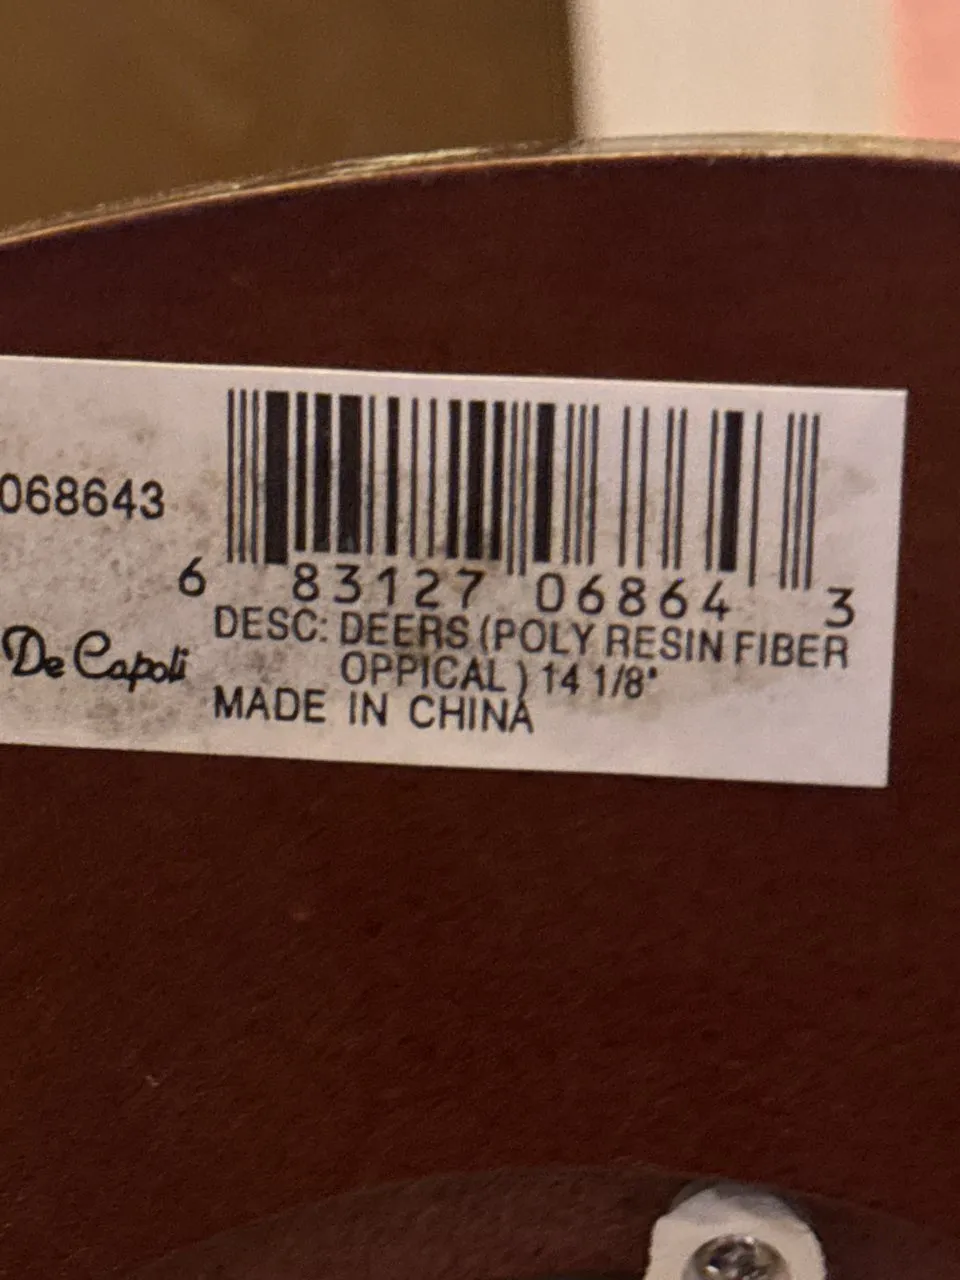 068643
6 83127 06864 3
DESC: DEERS (POLY RESIN FIBER
OPPICAL) 14 1/8"
De Capoli
MADE IN CHINA